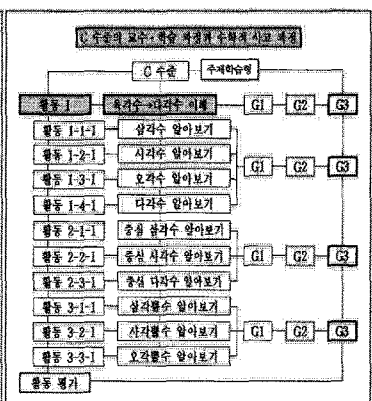 C 수준의 교수·학습 과정과 수학적 사고 과정
C 수준 주제학습형
활동 1 육각수→다각수 이해 G1 G2 G3
활동 1-1-1 삼각수 알아보기
활동 1-2-1 사각수 알아보기
G1 G2 G3
활동 1-3-1 오각수 알아보기
활동 1-4-1 다각수 알아보기
활동 2-1-1 중심 삼각수 알아보기
활동 2-2-1 중심 사각수 알아보기 G1 G2 G3
활동 2-3-1 중심 다각수 알아보기
활동 3-1-1 삼각뿔수 알아보기
활동 3-2-1 사각뿔수 알아보기 G1 G2 G3
활동 3-3-1 오각뿔수 알아보기
활동 평가